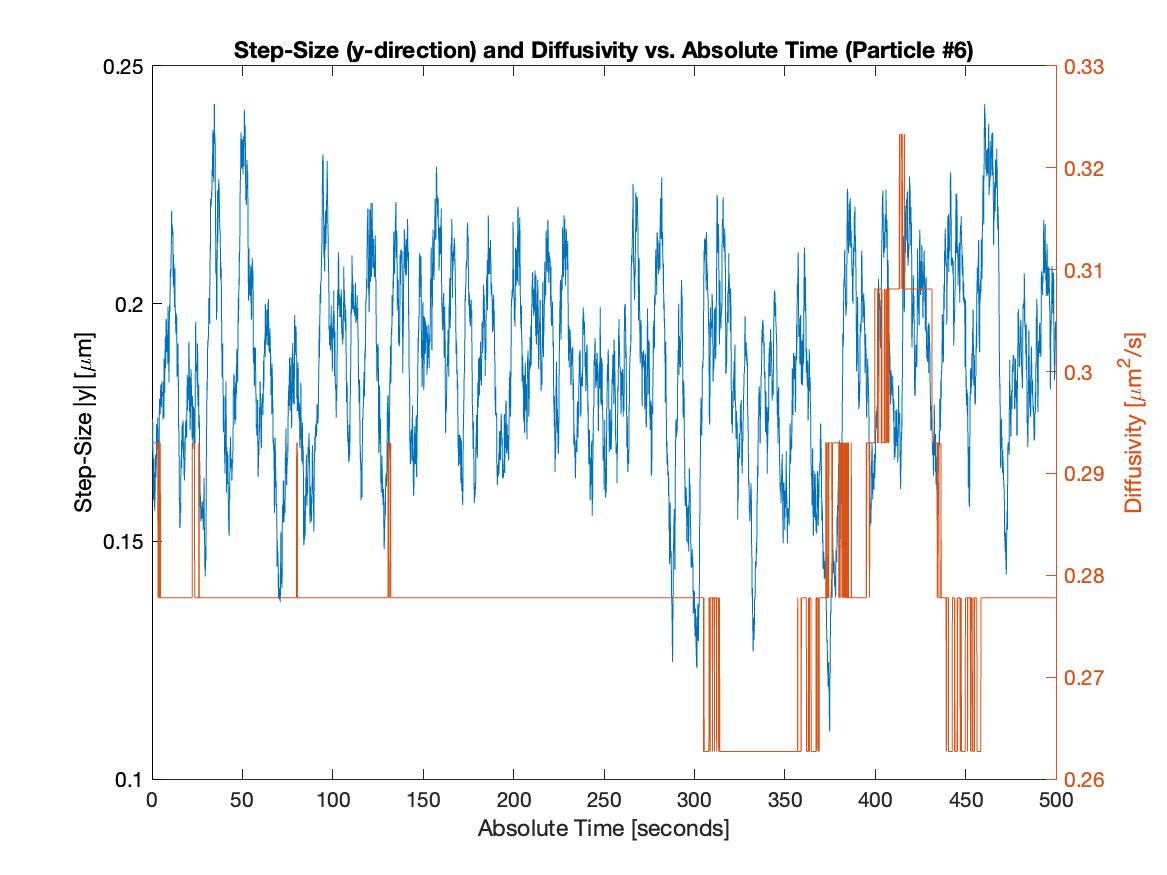 Step-Size (y-direction) and Diffusivity vs. Absolute Time (Particle #6)
0.25
0.2
0.15
0.1
Step-Size |y| [μm]
0.33
0.32
0.31
0.3
0.29
0.28
0.27
0.26
Diffusivity [μm²/s]
0 50 100 150 200 250 300 350 400 450 500
Absolute Time [seconds]